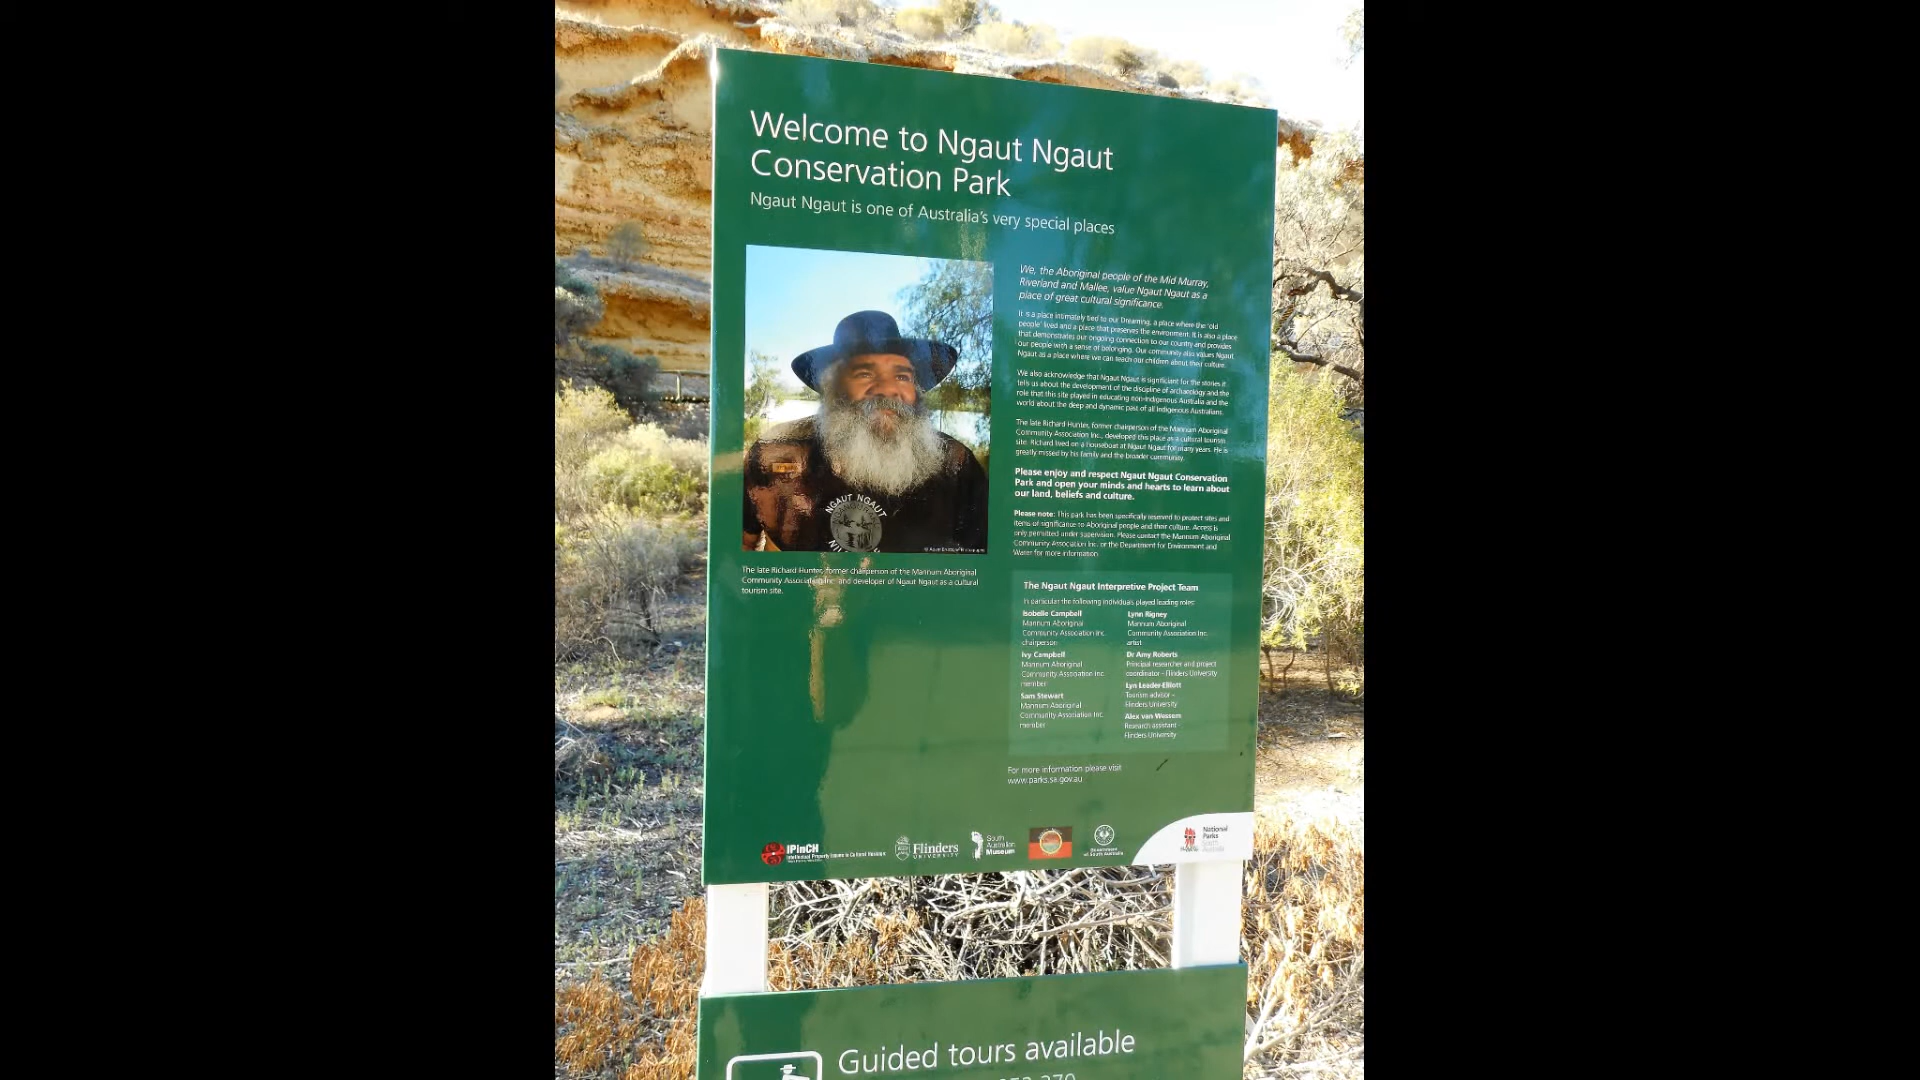 Welcome to Ngaut Ngaut
Conservation Park
Ngaut Ngaut is one of Australia's very special places
We, the Aboriginal people of the Mid Murray,
Riverland and Mallee, value Ngaut Ngaut as a
place of great cultural significance.
It is a place intimately tied to our Dreaming, a place where the 'old
people' lived and a place that preserves the environment. It is also a place
that demonstrates our ongoing connection to our country and provides
our people with a sense of belonging. Our community also values Ngaut
Ngaut as a place where we can teach our children about their culture.
We also acknowledge that Ngaut Ngaut is significant for the stories it
tells us about the development of the discipline of archaeology and the
role that this site played in educating non-Indigenous Australia and the
world about the deep and dynamic past of all Indigenous Australians.
The late Richard Hunter, former chairperson of the Mannum Aboriginal
Community Association Inc., developed this place as a cultural tourism
site. Richard lived on a houseboat at Ngaut Ngaut for many years. He is
greatly missed by his family and the broader community.
Please enjoy and respect Ngaut Ngaut Conservation
Park and open your minds and hearts to learn about
our land, beliefs and culture.
Please note: This park has been specifically reserved to protect sites and
items of significance to Aboriginal people and their culture. Access is
only permitted under supervision. Please contact the Mannum Aboriginal
Community Association Inc. or the Department for Environment and
Water for more information.
NGAUT NGAUT
The late Richard Hunter, former chairperson of the Mannum Aboriginal
Community Association Inc. and developer of Ngaut Ngaut as a cultural
tourism site.
The Ngaut Ngaut Interpretive Project Team
In particular the following individuals played leading roles:
Isobelle Campbell
Mannum Aboriginal
Community Association Inc.
chairperson
Ivy Campbell
Mannum Aboriginal
Community Association Inc.
member
Sam Stewart
Mannum Aboriginal
Community Association Inc.
member
Lynn Rigney
Mannum Aboriginal
Community Association Inc.
artist
Dr Amy Roberts
Principal researcher and project
coordinator - Flinders University
Lyn Leader-Elliott
Tourism advisor -
Flinders University
Alex van Wessem
Research assistant -
Flinders University
For more information please visit
www.parks.sa.gov.au
IPinCH
Intellectual Property Issues in Cultural Heritage
Flinders
UNIVERSITY
South
Australian
Museum
Government
of South Australia
National
Parks
South
Australia
Guided tours available